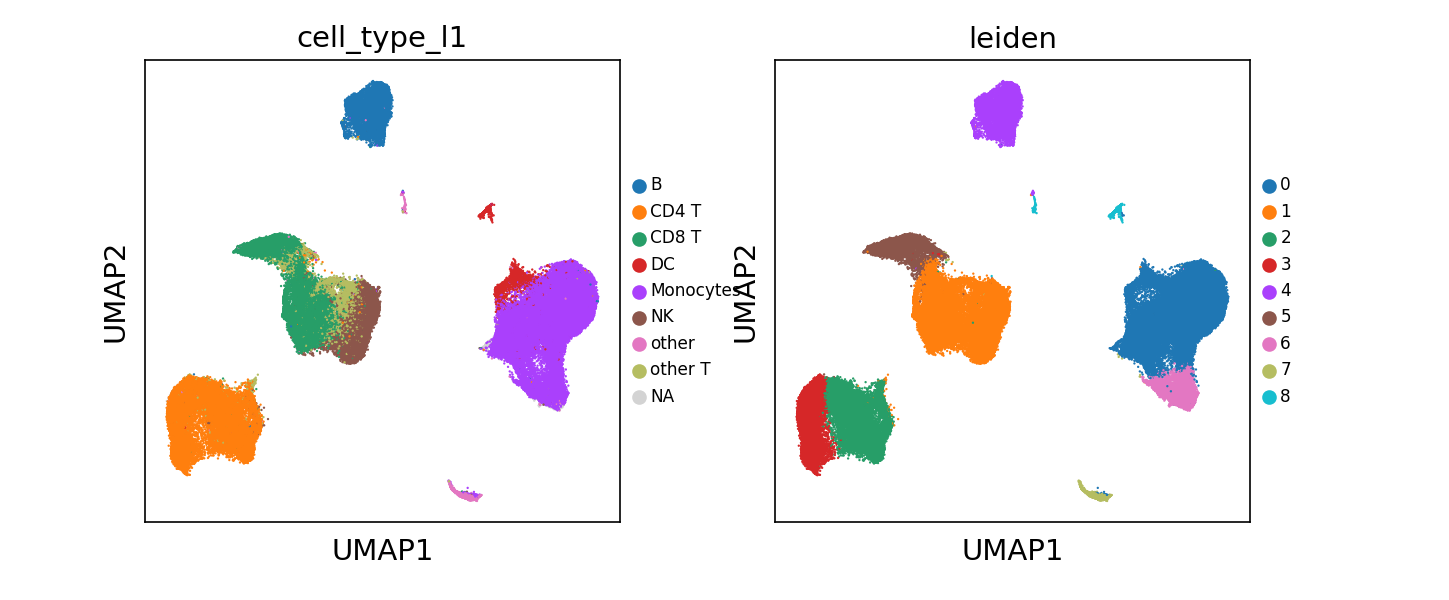 cell_type_l1
UMAP2
UMAP1
B
CD4 T
CD8 T
DC
Monocytes
NK
other
other T
NA
leiden
UMAP2
UMAP1
0
1
2
3
4
5
6
7
8